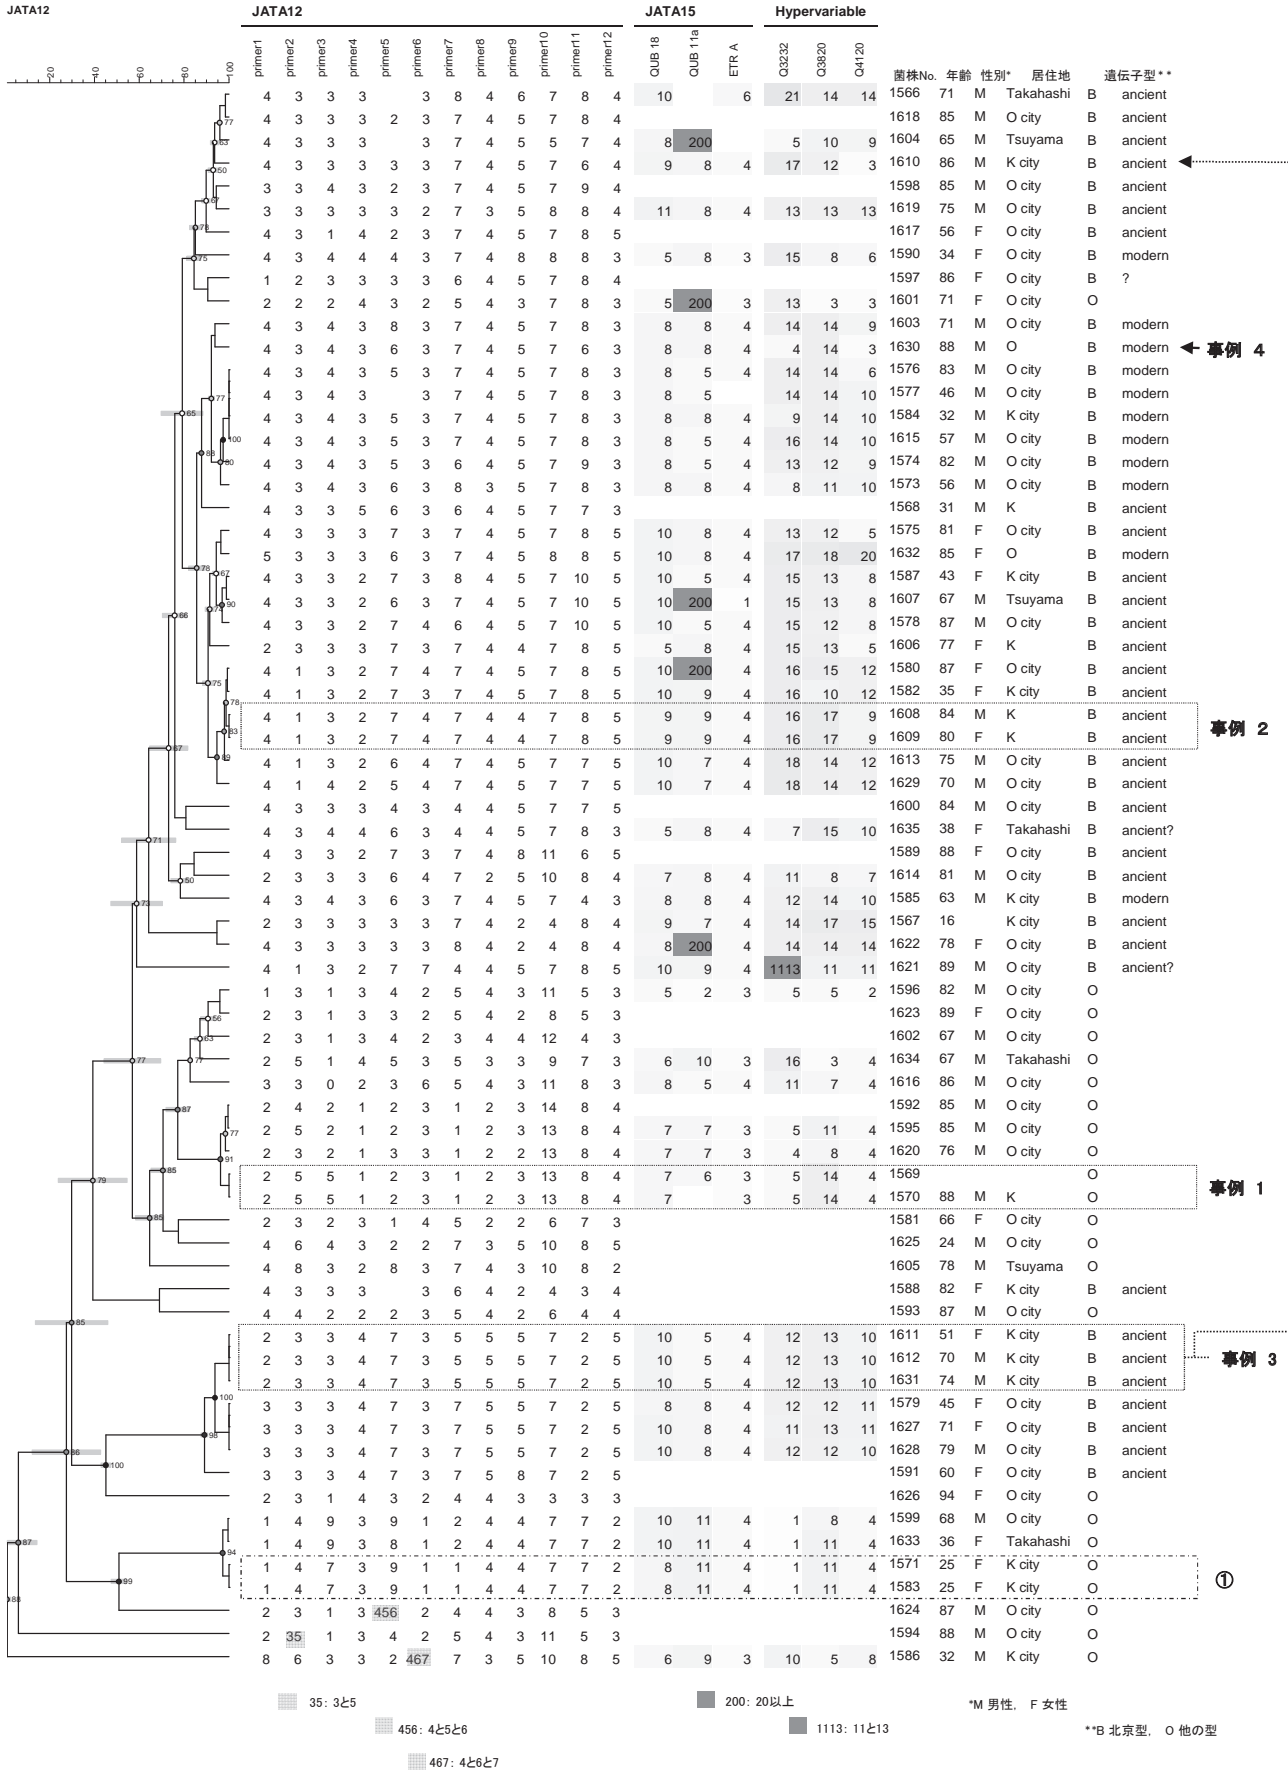 JATA12
JATA12 JATA15 Hypervariable
primer1 primer2 primer3 primer4 primer5 primer6 primer7 primer8 primer9 primer10 primer11 primer12 QUB 18 QUB 11a ETR A Q3232 Q3820 Q4120
0 20 40 60 80 100
菌株No. 年齢 性別* 居住地 遺伝子型**
4 3 3 3 3 8 4 6 7 8 4 10 6 21 14 14 1566 71 M Takahashi B ancient
4 3 3 3 2 3 7 4 5 7 8 4 1618 85 M O city B ancient
4 3 3 3 3 7 4 5 5 7 4 8 200 5 10 9 1604 65 M Tsuyama B ancient
4 3 3 3 3 3 7 4 5 7 6 4 9 8 4 17 12 3 1610 86 M K city B ancient
3 3 4 3 2 3 7 4 5 7 9 4 1598 85 M O city B ancient
3 3 3 3 3 2 7 3 5 8 8 4 11 8 4 13 13 13 1619 75 M O city B ancient
4 3 1 4 2 3 7 4 5 7 8 5 1617 56 F O city B ancient
4 3 4 4 4 3 7 4 8 8 8 3 5 8 3 15 8 6 1590 34 F O city B modern
1 2 3 3 3 3 6 4 5 7 8 4 1597 86 F O city B ?
2 2 2 4 3 2 5 4 3 7 8 3 5 200 3 13 3 3 1601 71 F O city O
4 3 4 3 8 3 7 4 5 7 8 3 8 8 4 14 14 9 1603 71 M O city B modern
4 3 4 3 6 3 7 4 5 7 6 3 8 8 4 4 14 3 1630 88 M O B modern 事例 4
4 3 4 3 5 3 7 4 5 7 8 3 8 5 4 14 14 6 1576 83 M O city B modern
4 3 4 3 3 7 4 5 7 8 3 8 5 14 14 10 1577 46 M O city B modern
4 3 4 3 5 3 7 4 5 7 8 3 8 8 4 9 14 10 1584 32 M K city B modern
4 3 4 3 5 3 7 4 5 7 8 3 8 5 4 16 14 10 1615 57 M O city B modern
4 3 4 3 5 3 6 4 5 7 9 3 8 5 4 13 12 9 1574 82 M O city B modern
4 3 4 3 6 3 8 3 5 7 8 3 8 8 4 8 11 10 1573 56 M O city B modern
4 3 3 5 6 3 6 4 5 7 7 3 1568 31 M K B ancient
4 3 3 3 7 3 7 4 5 7 8 5 10 8 4 13 12 5 1575 81 F O city B ancient
5 3 3 3 6 3 7 4 5 8 8 5 10 8 4 17 18 20 1632 85 F O B modern
4 3 3 2 7 3 8 4 5 7 10 5 10 5 4 15 13 8 1587 43 F K city B ancient
4 3 3 2 6 3 7 4 5 7 10 5 10 200 1 15 13 8 1607 67 M Tsuyama B ancient
4 3 3 2 7 4 6 4 5 7 10 5 10 5 4 15 12 8 1578 87 M O city B ancient
2 3 3 3 7 3 7 4 4 7 8 5 5 8 4 15 13 5 1606 77 F K B ancient
4 1 3 2 7 4 7 4 5 7 8 5 10 200 4 16 15 12 1580 87 F O city B ancient
4 1 3 2 7 3 7 4 5 7 8 5 10 9 4 16 10 12 1582 35 F K city B ancient
4 1 3 2 7 4 7 4 4 7 8 5 9 9 4 16 17 9 1608 84 M K B ancient
事例 2
4 1 3 2 7 4 7 4 4 7 8 5 9 9 4 16 17 9 1609 80 F K B ancient
4 1 3 2 6 4 7 4 5 7 7 5 10 7 4 18 14 12 1613 75 M O city B ancient
4 1 4 2 5 4 7 4 5 7 7 5 10 7 4 18 14 12 1629 70 M O city B ancient
4 3 3 3 4 3 4 4 5 7 7 5 1600 84 M O city B ancient
4 3 4 4 6 3 4 4 5 7 8 3 5 8 4 7 15 10 1635 38 F Takahashi B ancient?
4 3 3 2 7 3 7 4 8 11 6 5 1589 88 F O city B ancient
2 3 3 3 6 4 7 2 5 10 8 4 7 8 4 11 8 7 1614 81 M O city B ancient
4 3 4 3 6 3 7 4 5 7 4 3 8 8 4 12 14 10 1585 63 M K city B modern
2 3 3 3 3 3 7 4 2 4 8 4 9 7 4 14 17 15 1567 16 K city B ancient
4 3 3 3 3 3 8 4 2 4 8 4 8 200 4 14 14 14 1622 78 F O city B ancient
4 1 3 2 7 7 4 4 5 7 8 5 10 9 4 1113 11 11 1621 89 M O city B ancient?
1 3 1 3 4 2 5 4 3 11 5 3 5 2 3 5 5 2 1596 82 M O city O
2 3 1 3 3 2 5 4 2 8 5 3 1623 89 F O city O
2 3 1 3 4 2 3 4 4 12 4 3 1602 67 M O city O
2 5 1 4 5 3 5 3 3 9 7 3 6 10 3 16 3 4 1634 67 M Takahashi O
3 3 0 2 3 6 5 4 3 11 8 3 8 5 4 11 7 4 1616 86 M O city O
2 4 2 1 2 3 1 2 3 14 8 4 1592 85 M O city O
2 5 2 1 2 3 1 2 3 13 8 4 7 7 3 5 11 4 1595 85 M O city O
2 3 2 1 3 3 1 2 2 13 8 4 7 7 3 4 8 4 1620 76 M O city O
2 5 5 1 2 3 1 2 3 13 8 4 7 6 3 5 14 4 1569 O
事例 1
2 5 5 1 2 3 1 2 3 13 8 4 7 3 5 14 4 1570 88 M K O
2 3 2 3 1 4 5 2 2 6 7 3 1581 66 F O city O
4 6 4 3 2 2 7 3 5 10 8 5 1625 24 M O city O
4 8 3 2 8 3 7 4 3 10 8 2 1605 78 M Tsuyama O
4 3 3 3 3 6 4 2 4 3 4 1588 82 F K city B ancient
4 4 2 2 2 3 5 4 2 6 4 4 1593 87 M O city O
2 3 3 4 7 3 5 5 5 7 2 5 10 5 4 12 13 10 1611 51 F K city B ancient
2 3 3 4 7 3 5 5 5 7 2 5 10 5 4 12 13 10 1612 70 M K city B ancient 事例 3
2 3 3 4 7 3 5 5 5 7 2 5 10 5 4 12 13 10 1631 74 M K city B ancient
3 3 3 4 7 3 7 5 5 7 2 5 8 8 4 12 12 11 1579 45 F O city B ancient
3 3 3 4 7 3 7 5 5 7 2 5 10 8 4 11 13 11 1627 71 F O city B ancient
3 3 3 4 7 3 7 5 5 7 2 5 10 8 4 12 12 10 1628 79 M O city B ancient
3 3 3 4 7 3 7 5 8 7 2 5 1591 60 F O city B ancient
2 3 1 4 3 2 4 4 3 3 3 3 1626 94 F O city O
1 4 9 3 9 1 2 4 4 7 7 2 10 11 4 1 8 4 1599 68 M O city O
1 4 9 3 8 1 2 4 4 7 7 2 10 11 4 1 11 4 1633 36 F Takahashi O
1 4 7 3 9 1 1 4 4 7 7 2 8 11 4 1 11 4 1571 25 F K city O
①
1 4 7 3 9 1 1 4 4 7 7 2 8 11 4 1 11 4 1583 25 F K city O
2 3 1 3 456 2 4 4 3 8 5 3 1624 87 M O city O
2 35 1 3 4 2 5 4 3 11 5 3 1594 88 M O city O
8 6 3 3 2 467 7 3 5 10 8 5 6 9 3 10 5 8 1586 32 M K city O
35: 3と5 200: 20以上 *M 男性, F 女性
456: 4と5と6 1113: 11と13 **B 北京型, O 他の型
467: 4と6と7